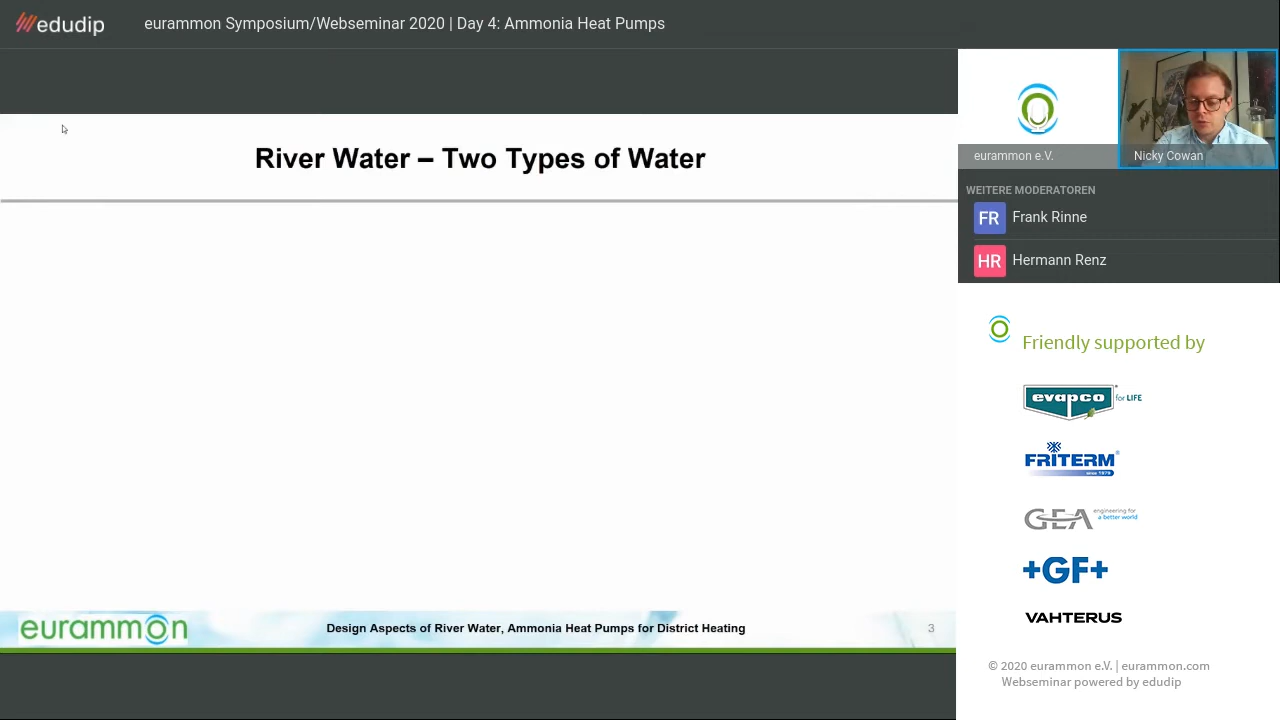 edudip
eurammon Symposium/Webseminar 2020 | Day 4: Ammonia Heat Pumps
River Water – Two Types of Water
eurammon e.V.
Nicky Cowan
WEITERE MODERATOREN
FR Frank Rinne
HR Hermann Renz
Friendly supported by
evapco for LIFE
FRITERM
since 1979
GEA engineering for
a better world
+GF+
VAHTERUS
eurammon
Design Aspects of River Water, Ammonia Heat Pumps for District Heating
3
© 2020 eurammon e.V. | eurammon.com
Webseminar powered by edudip